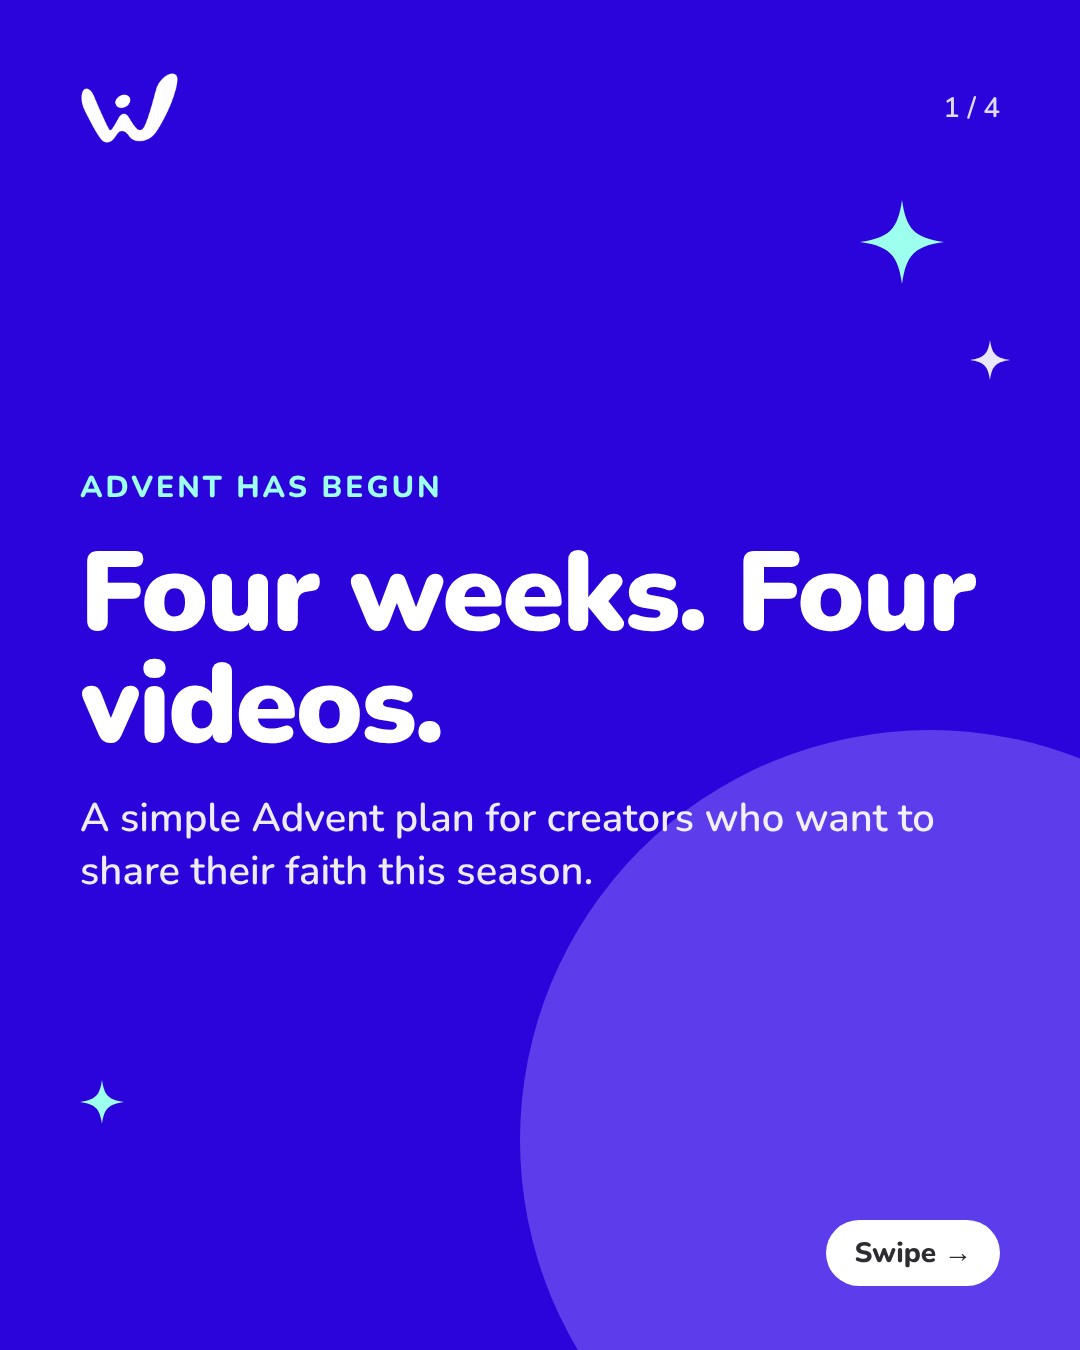 1 / 4
ADVENT HAS BEGUN
Four weeks. Four
videos.
A simple Advent plan for creators who want to
share their faith this season.
Swipe →